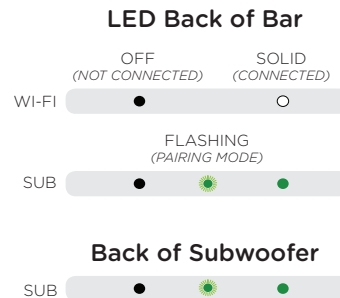 LED Back of Bar
OFF SOLID
(NOT CONNECTED) (CONNECTED)
WI-FI
FLASHING
(PAIRING MODE)
SUB
Back of Subwoofer
SUB